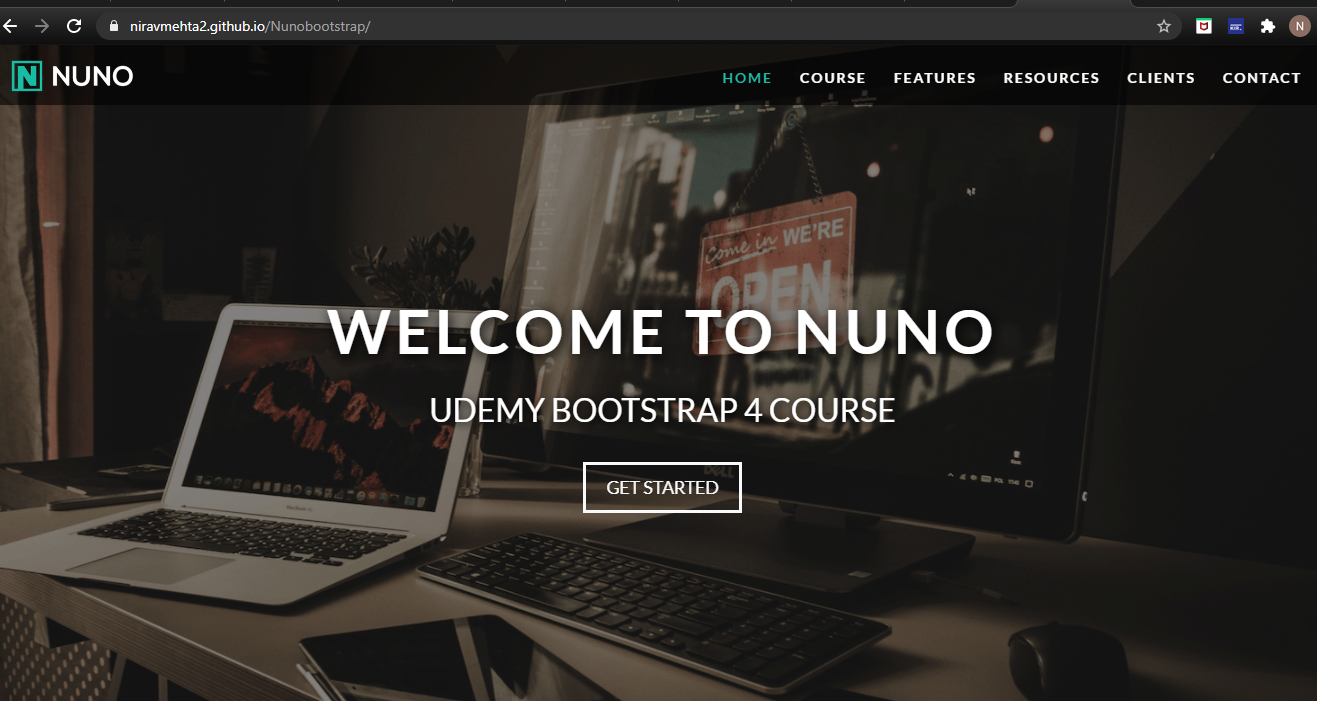 niravmehta2.github.io/Nunobootstrap/
N
N NUNO
HOME COURSE FEATURES RESOURCES CLIENTS CONTACT
Come in WE'RE
OPEN
WELCOME TO NUNO
UDEMY BOOTSTRAP 4 COURSE
GET STARTED
DELL